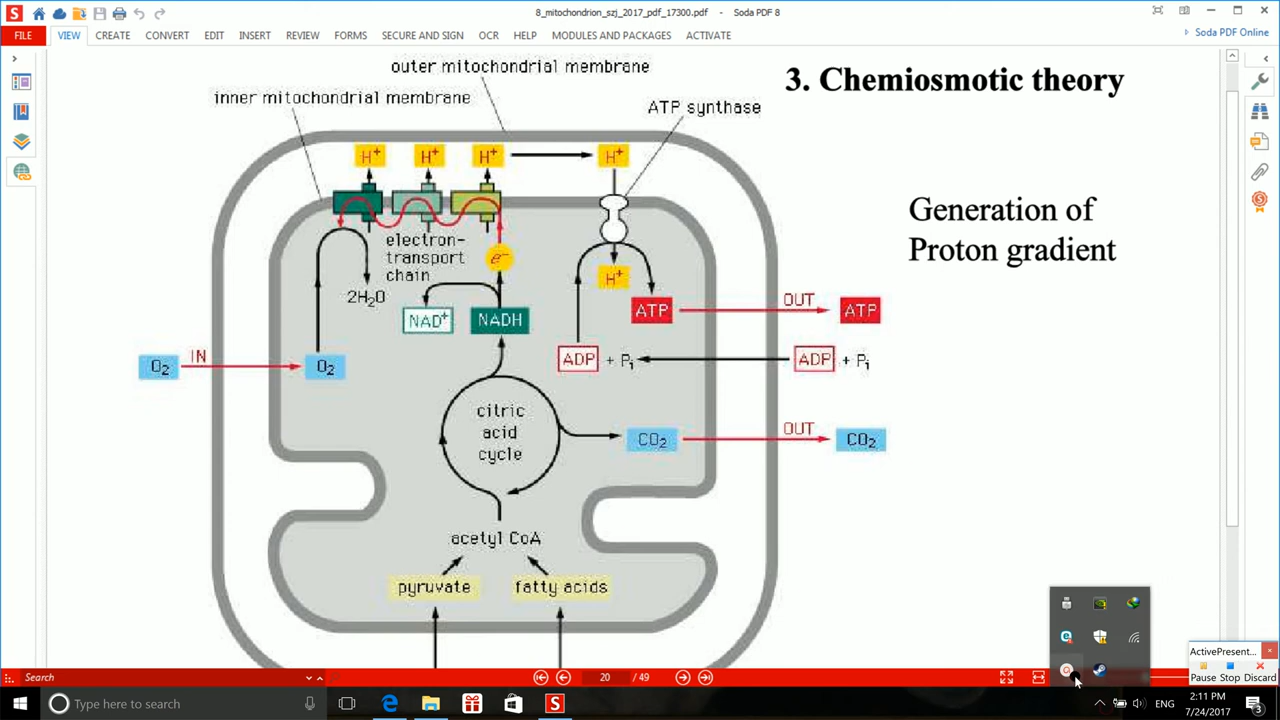 8_mitochondrion_szj_2017_pdf_17300.pdf - Soda PDF 8
FILE VIEW CREATE CONVERT EDIT INSERT REVIEW FORMS SECURE AND SIGN OCR HELP MODULES AND PACKAGES ACTIVATE Soda PDF Online
outer mitochondrial membrane
3. Chemiosmotic theory
inner mitochondrial membrane
ATP synthase
H⁺ H⁺ H⁺ H⁺
Generation of
Proton gradient
electron-
transport
chain
e⁻
H⁺
2H₂O
NAD⁺ NADH
ATP OUT ATP
O₂ IN O₂
ADP + Pi ADP + Pi
citric
acid
cycle
CO₂ OUT CO₂
acetyl CoA
pyruvate fatty acids
ActivePresent...
Pause Stop Discard
Search
20 / 49
Type here to search
ENG
2:11 PM
7/24/2017